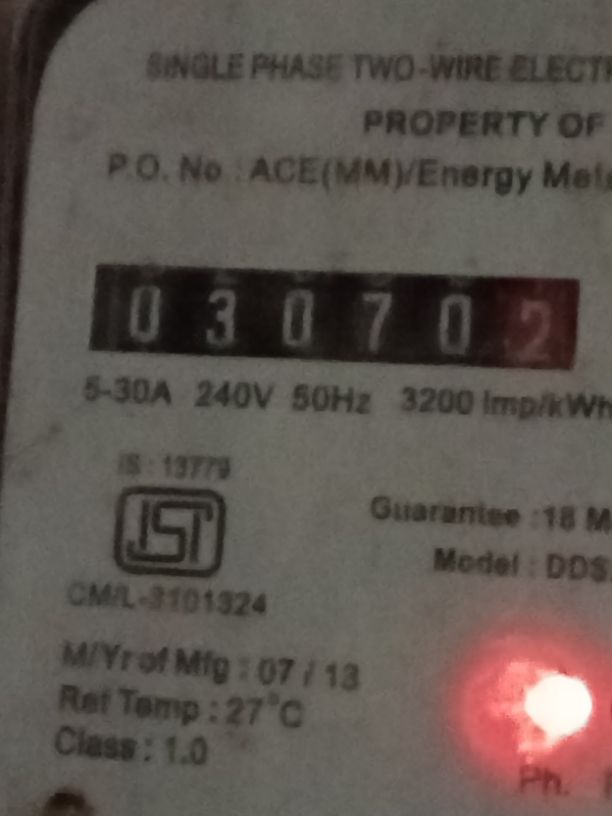 SINGLE PHASE TWO-WIRE ELECT
PROPERTY OF
P.O. No : ACE(MM)/Energy Mete
030702
5-30A 240V 50Hz 3200 Imp/kWh
IS : 13779
ISI
Guarantee : 18 M
Model : DDS
CM/L-8101324
M/Yr of Mfg : 07 / 13
Ref Temp : 27°C
Class : 1.0
Ph.